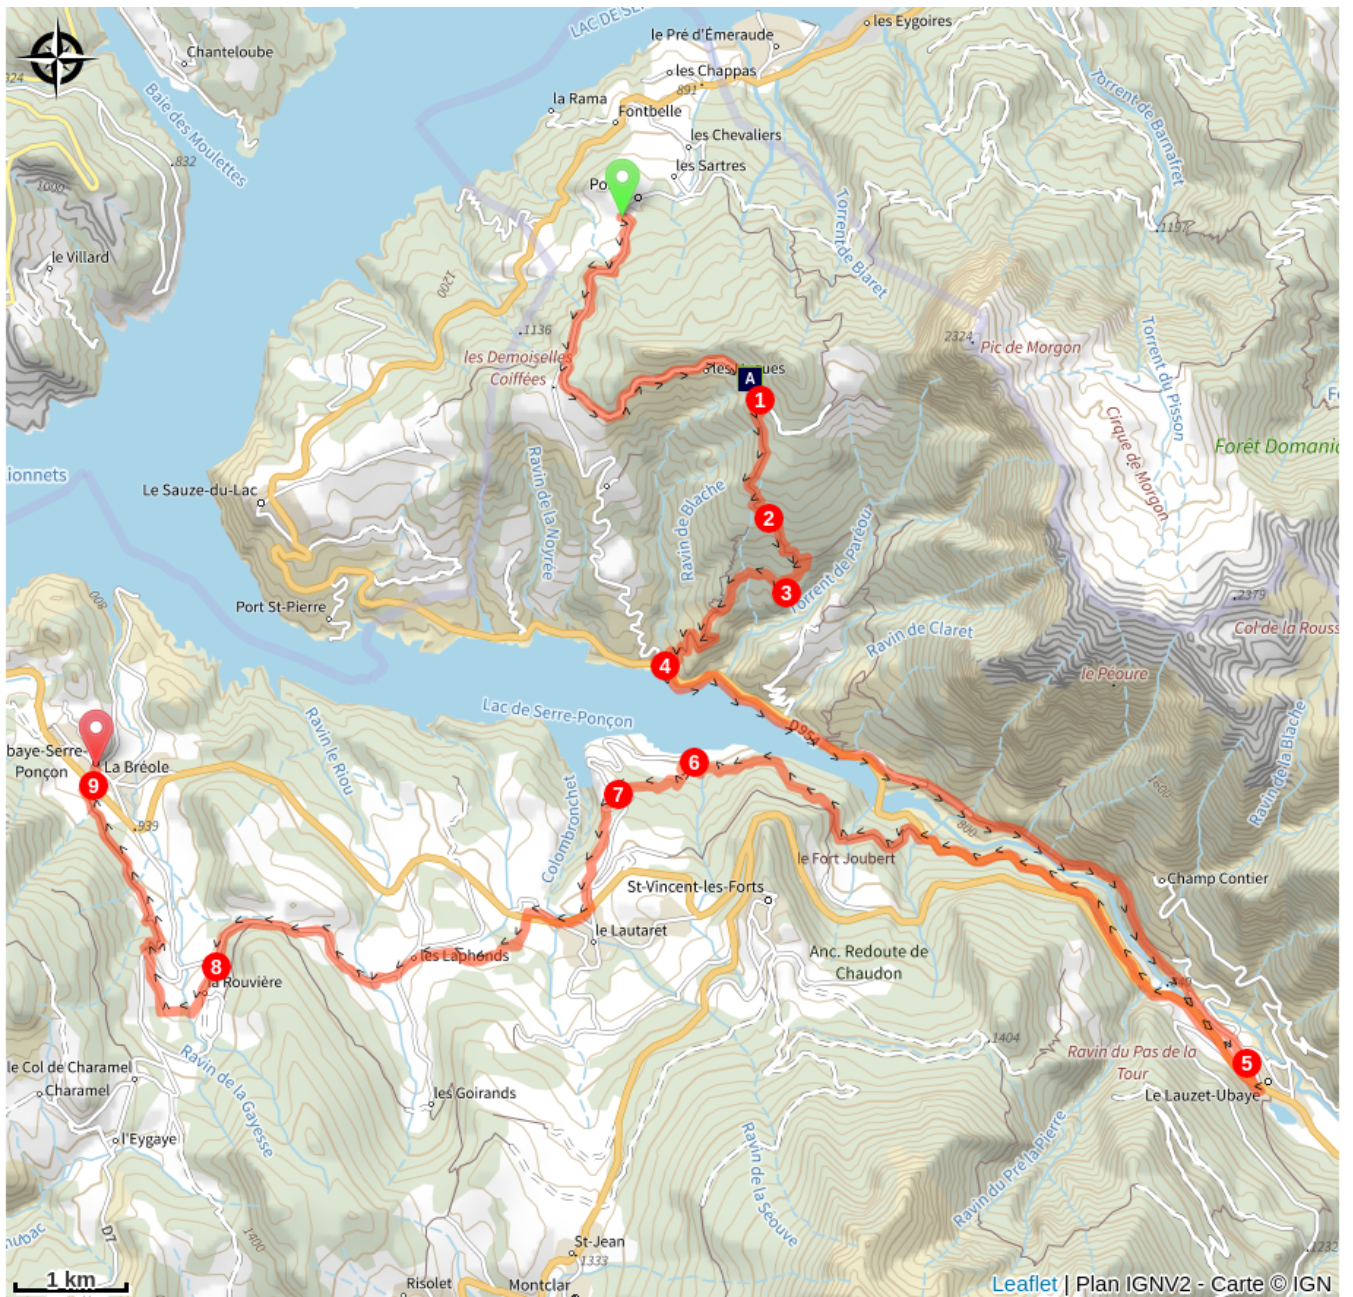 LAC DE SER
les Eygoires
le Pré d'Émeraude
Chanteloube
les Chappas
891
924
la Rama
Fontbelle
Baie des Moulettes
les Chevaliers
832
les Sartres
Po
Torrent de Barnafret
1000
Torrent de Blaret
1197
le Villard
1200
1136
les Demoiselles
Coiffées
2324
Pic de Morgon
Torrent du Pisson
A
1
Cirque de Morgon
Forêt Domania
ionnets
Le Sauze-du-Lac
Ravin de la Noyrée
Ravin de Blache
2
Torrent de Paréou
3
800
Port St-Pierre
2379
Ravin de Claret
Col de la Rouss
4
le Péoure
Lac de Serre-Ponçon
Ravin le Riou
D954
baye-Serre-
Ponçon
La Bréole
9
6
7
Ravin de la Blache
1600
939
800
Colombronchet
le Fort Joubert
St-Vincent-les-Forts
Champ Contier
le Lautaret
les Laphonds
Anc. Redoute de
Chaudon
8
la Rouvière
1404
Ravin du Pas de la
Tour
5
Le Lauzet-Ubaye
le Col de Charamel
Charamel
Ravin de la Gayesse
les Goirands
l'Eygaye
Ravin de la Séouve
Ravin du Pré la Pierre
nubac
D7
1400
St-Jean
1333
1232
1 km
Risolet
Montclar
Leaflet | Plan IGNV2 - Carte © IGN